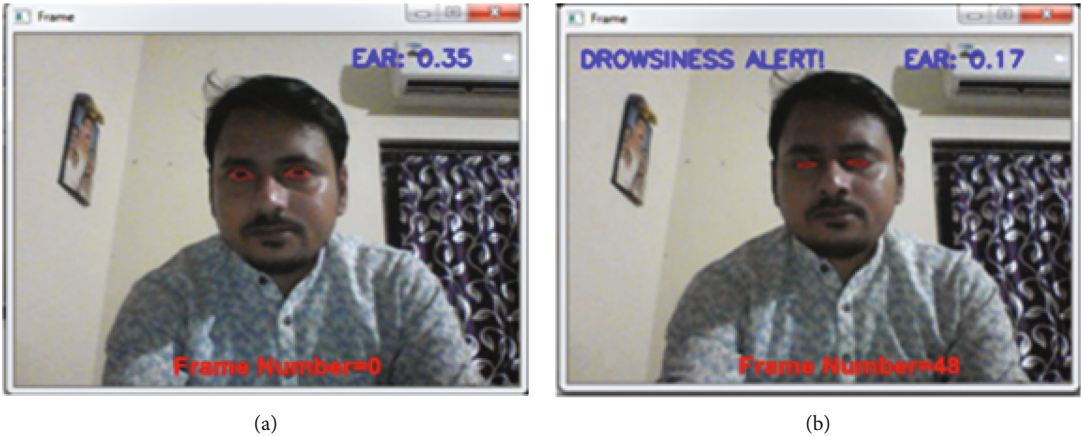 Frame
EAR: 0.35
Frame Number=0
(a)
Frame
DROWSINESS ALERT!
EAR: 0.17
Frame Number=48
(b)